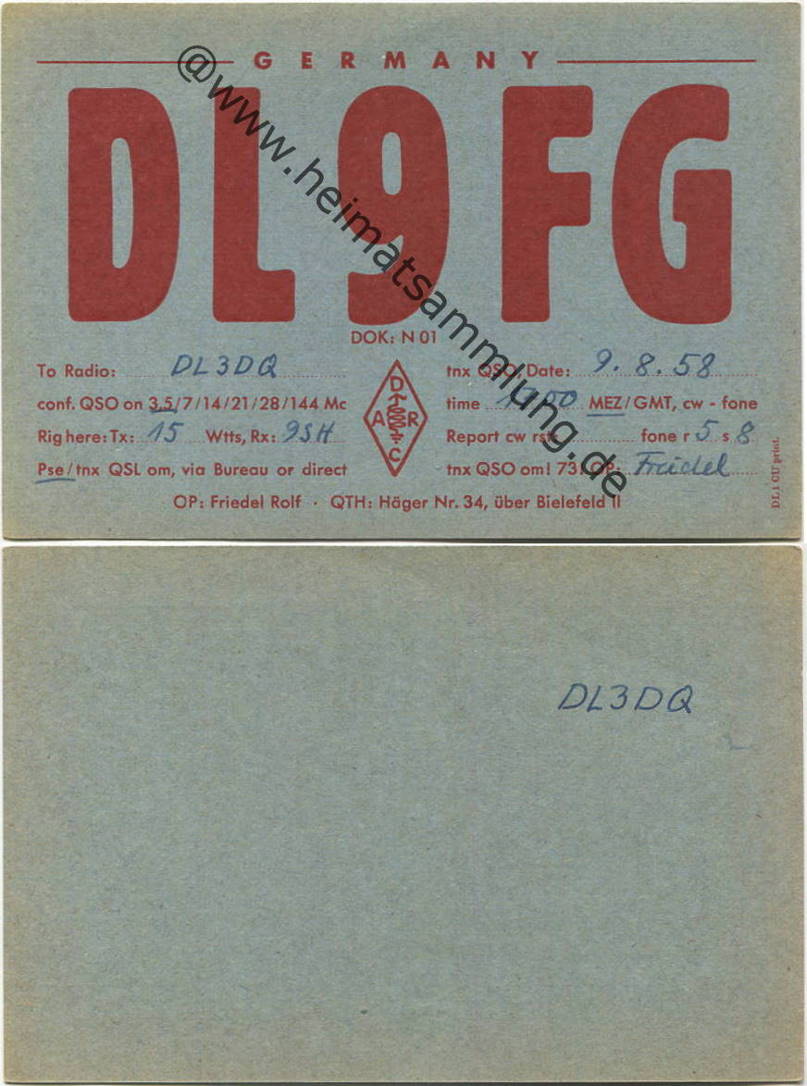 GERMANY
DL9FG
DOK: N 01
To Radio: DL3DQ
conf. QSO on 3,5/7/14/21/28/144 Mc
Rig here: Tx: 15 Wtts, Rx: 9SH
Pse/tnx QSL om, via Bureau or direct
DARC
tnx QSO, Date: 9.8.58
time 1900 MEZ/GMT, cw - fone
Report cw rst: fone r 5 s 8
tnx QSO om! 73! OP: Friedel
OP: Friedel Rolf · QTH: Häger Nr. 34, über Bielefeld II
DL1CU print.
@www.heimatsammlung.de
DL3DQ